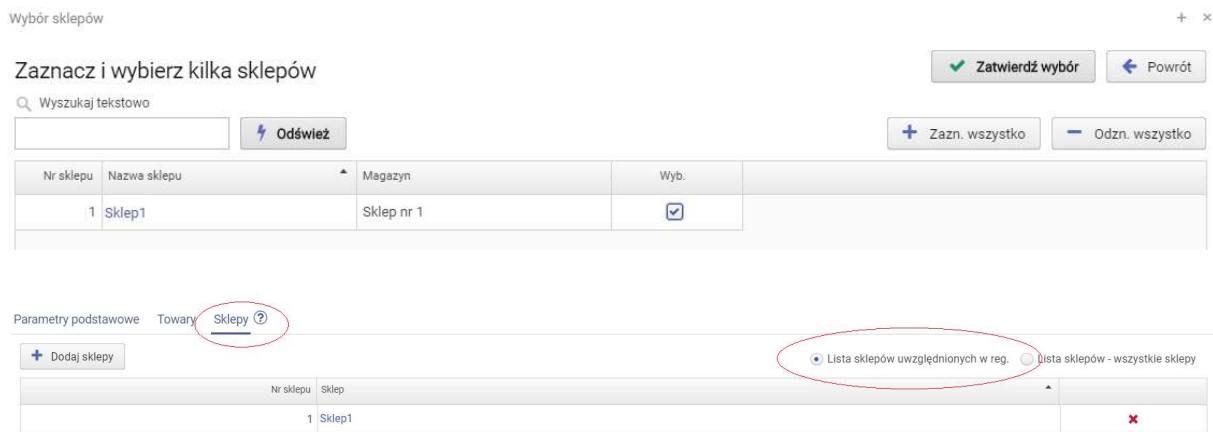 Wybór sklepów
Zaznacz i wybierz kilka sklepów
Zatwierdź wybór
Powrót
Wyszukaj tekstowo
Odśwież
Zazn. wszystko
Odzn. wszystko
Nr sklepu Nazwa sklepu Magazyn Wyb.
1 Sklep1 Sklep nr 1
Parametry podstawowe Towary Sklepy ?
Dodaj sklepy
Lista sklepów uwzględnionych w reg. Lista sklepów - wszystkie sklepy
Nr sklepu Sklep
1 Sklep1